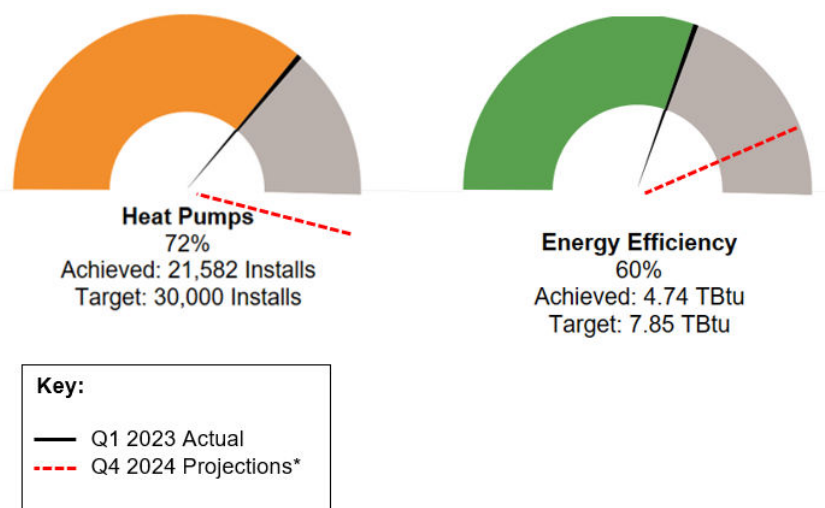 Heat Pumps
72%
Achieved: 21,582 Installs
Target: 30,000 Installs
Energy Efficiency
60%
Achieved: 4.74 TBtu
Target: 7.85 TBtu
Key:
Q1 2023 Actual
Q4 2024 Projections*